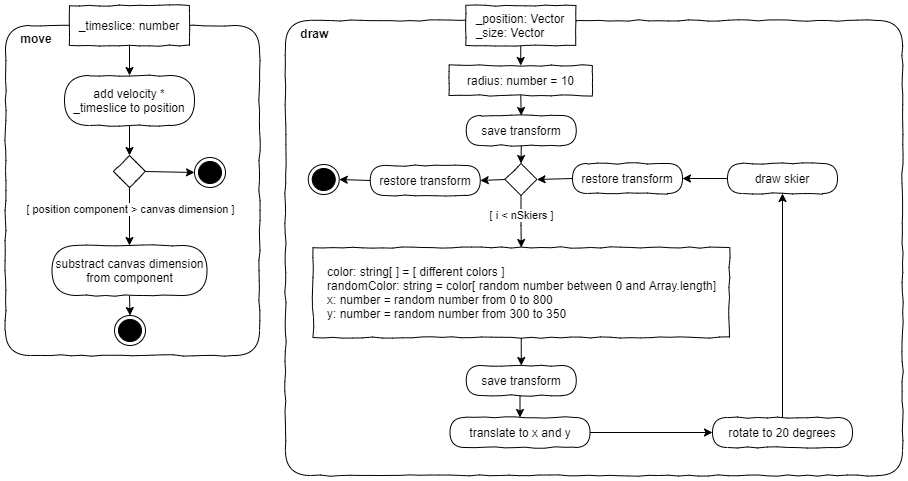 move
_timeslice: number
add velocity *
_timeslice to position
[ position component > canvas dimension ]
substract canvas dimension
from component
draw
_position: Vector
_size: Vector
radius: number = 10
save transform
restore transform
restore transform
draw skier
[ i < nSkiers ]
color: string[ ] = [ different colors ]
randomColor: string = color[ random number between 0 and Array.length]
x: number = random number from 0 to 800
y: number = random number from 300 to 350
save transform
translate to x and y
rotate to 20 degrees